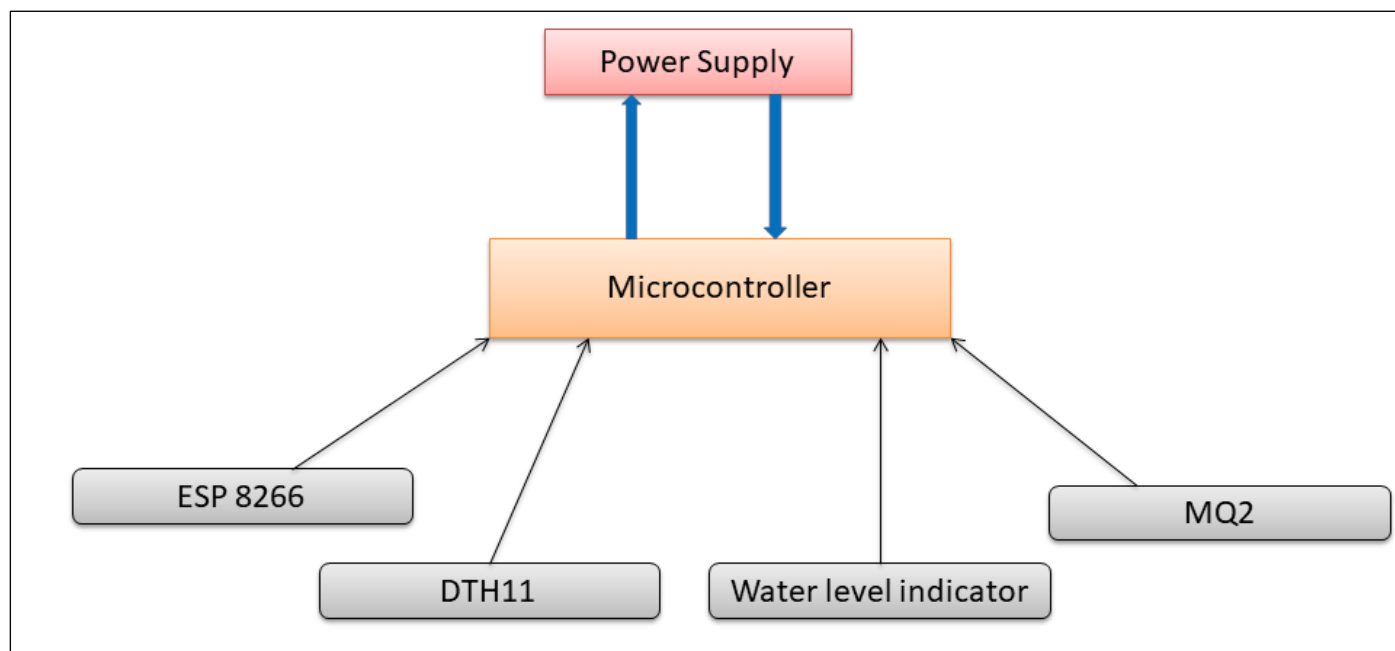 Power Supply
Microcontroller
ESP 8266
MQ2
DTH11
Water level indicator